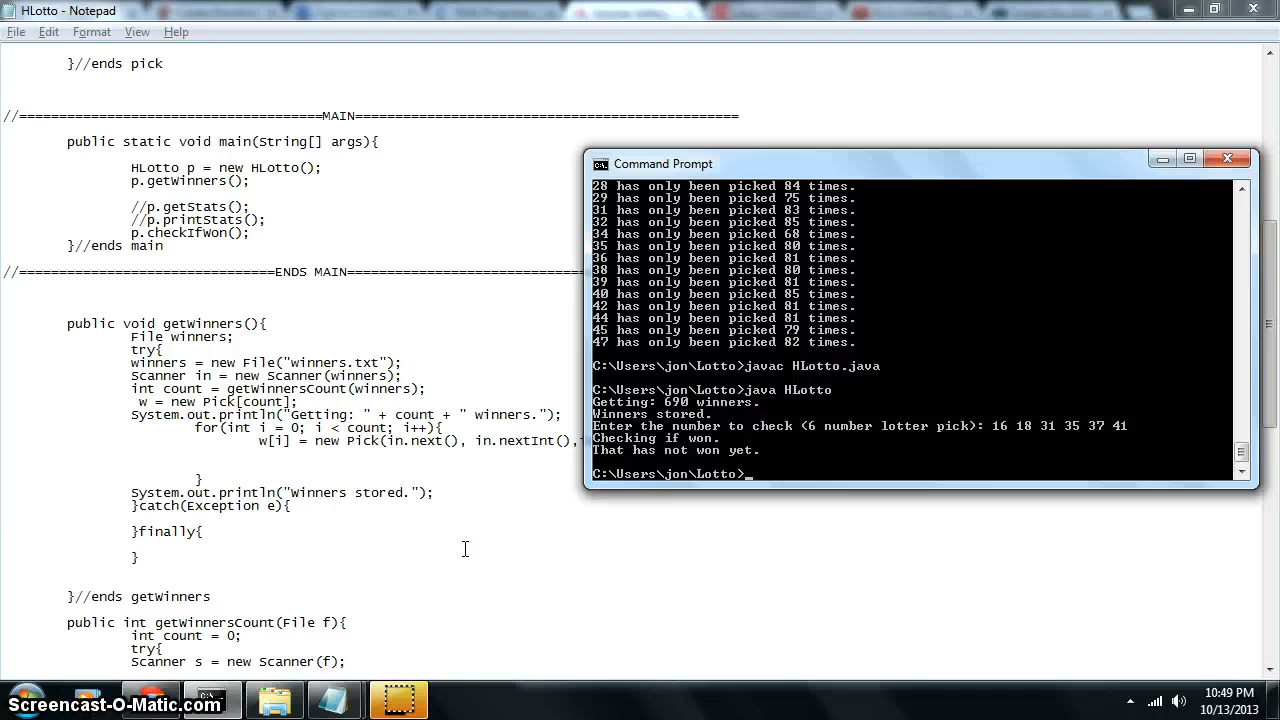 HLotto - Notepad
File Edit Format View Help
}//ends pick
//======================================MAIN================================================
public static void main(String[] args){
HLotto p = new HLotto();
p.getWinners();
//p.getStats();
//p.printStats();
p.checkIfWon();
}//ends main
//================================ENDS MAIN==============================
public void getWinners(){
File winners;
try{
winners = new File("winners.txt");
Scanner in = new Scanner(winners);
int count = getWinnersCount(winners);
w = new Pick[count];
System.out.println("Getting: " + count + " winners.");
for(int i = 0; i < count; i++){
w[i] = new Pick(in.next(), in.nextInt(),
}
System.out.println("Winners stored.");
}catch(Exception e){
}finally{
}
}//ends getWinners
public int getWinnersCount(File f){
int count = 0;
try{
Scanner s = new Scanner(f);
Command Prompt
28 has only been picked 84 times.
29 has only been picked 75 times.
31 has only been picked 83 times.
32 has only been picked 85 times.
34 has only been picked 68 times.
35 has only been picked 80 times.
36 has only been picked 81 times.
38 has only been picked 80 times.
39 has only been picked 81 times.
40 has only been picked 85 times.
42 has only been picked 81 times.
44 has only been picked 81 times.
45 has only been picked 79 times.
47 has only been picked 82 times.
C:\Users\jon\Lotto>javac HLotto.java
C:\Users\jon\Lotto>java HLotto
Getting: 690 winners.
Winners stored.
Enter the number to check (6 number lotter pick): 16 18 31 35 37 41
Checking if won.
That has not won yet.
C:\Users\jon\Lotto>_
Screencast-O-Matic.com
10:49 PM
10/13/2013